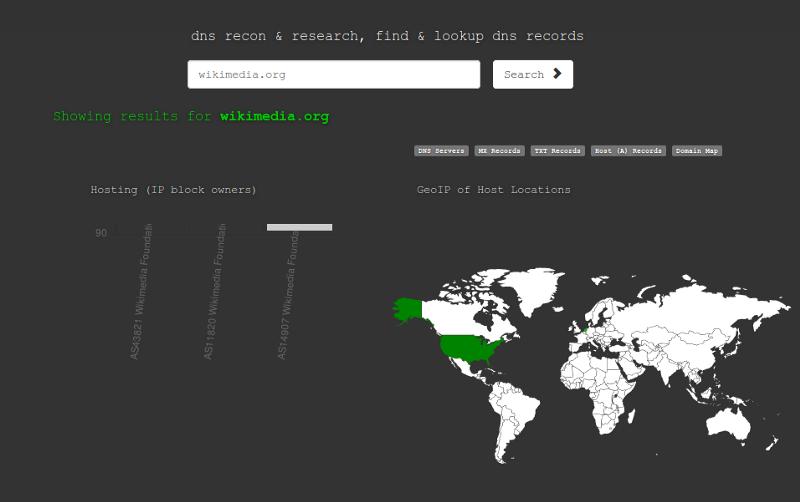 dns recon & research, find & lookup dns records
wikimedia.org
Search
Showing results for wikimedia.org
DNS Servers MX Records TXT Records Host (A) Records Domain Map
Hosting (IP block owners)
GeoIP of Host Locations
90
AS43821 Wikimedia Foundati
AS11820 Wikimedia Foundati
AS14907 Wikimedia Founda